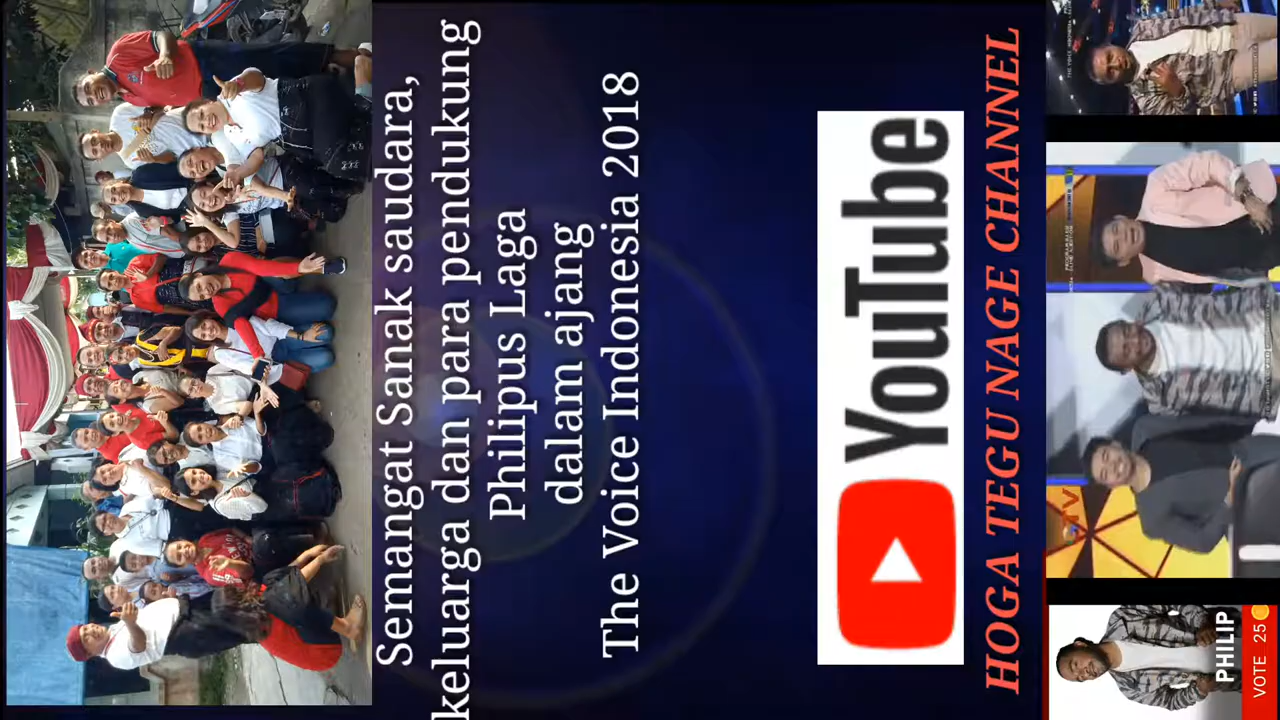 Semangat Sanak saudara,
keluarga dan para pendukung
Philipus Laga
dalam ajang
The Voice Indonesia 2018
YouTube
HOGA TEGU NAGE CHANNEL
PHILIP
VOTE 25